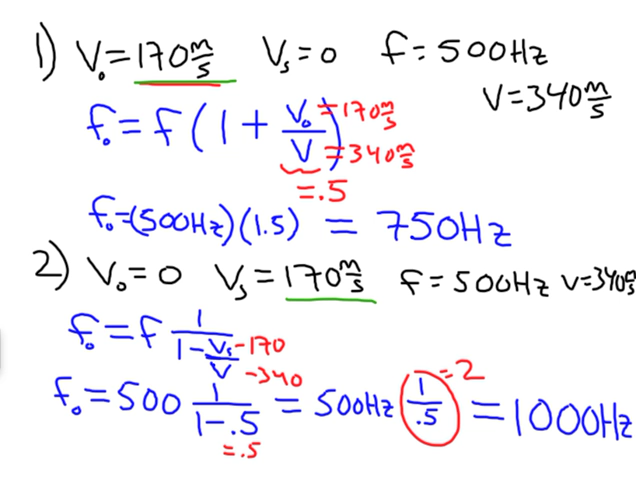 1) V₀=170 m/s Vₛ=0 f=500Hz
V=340 m/s
f₀=f(1+V₀/V) =170 m/s =340 m/s
=.5
f₀=(500Hz)(1.5) = 750Hz
2) V₀=0 Vₛ=170 m/s f=500Hz V=340 m/s
f₀=f 1/(1-Vₛ/V) -170 -340
f₀=500 1/(1-.5) = 500Hz (1/.5) =2 = 1000Hz
=.5